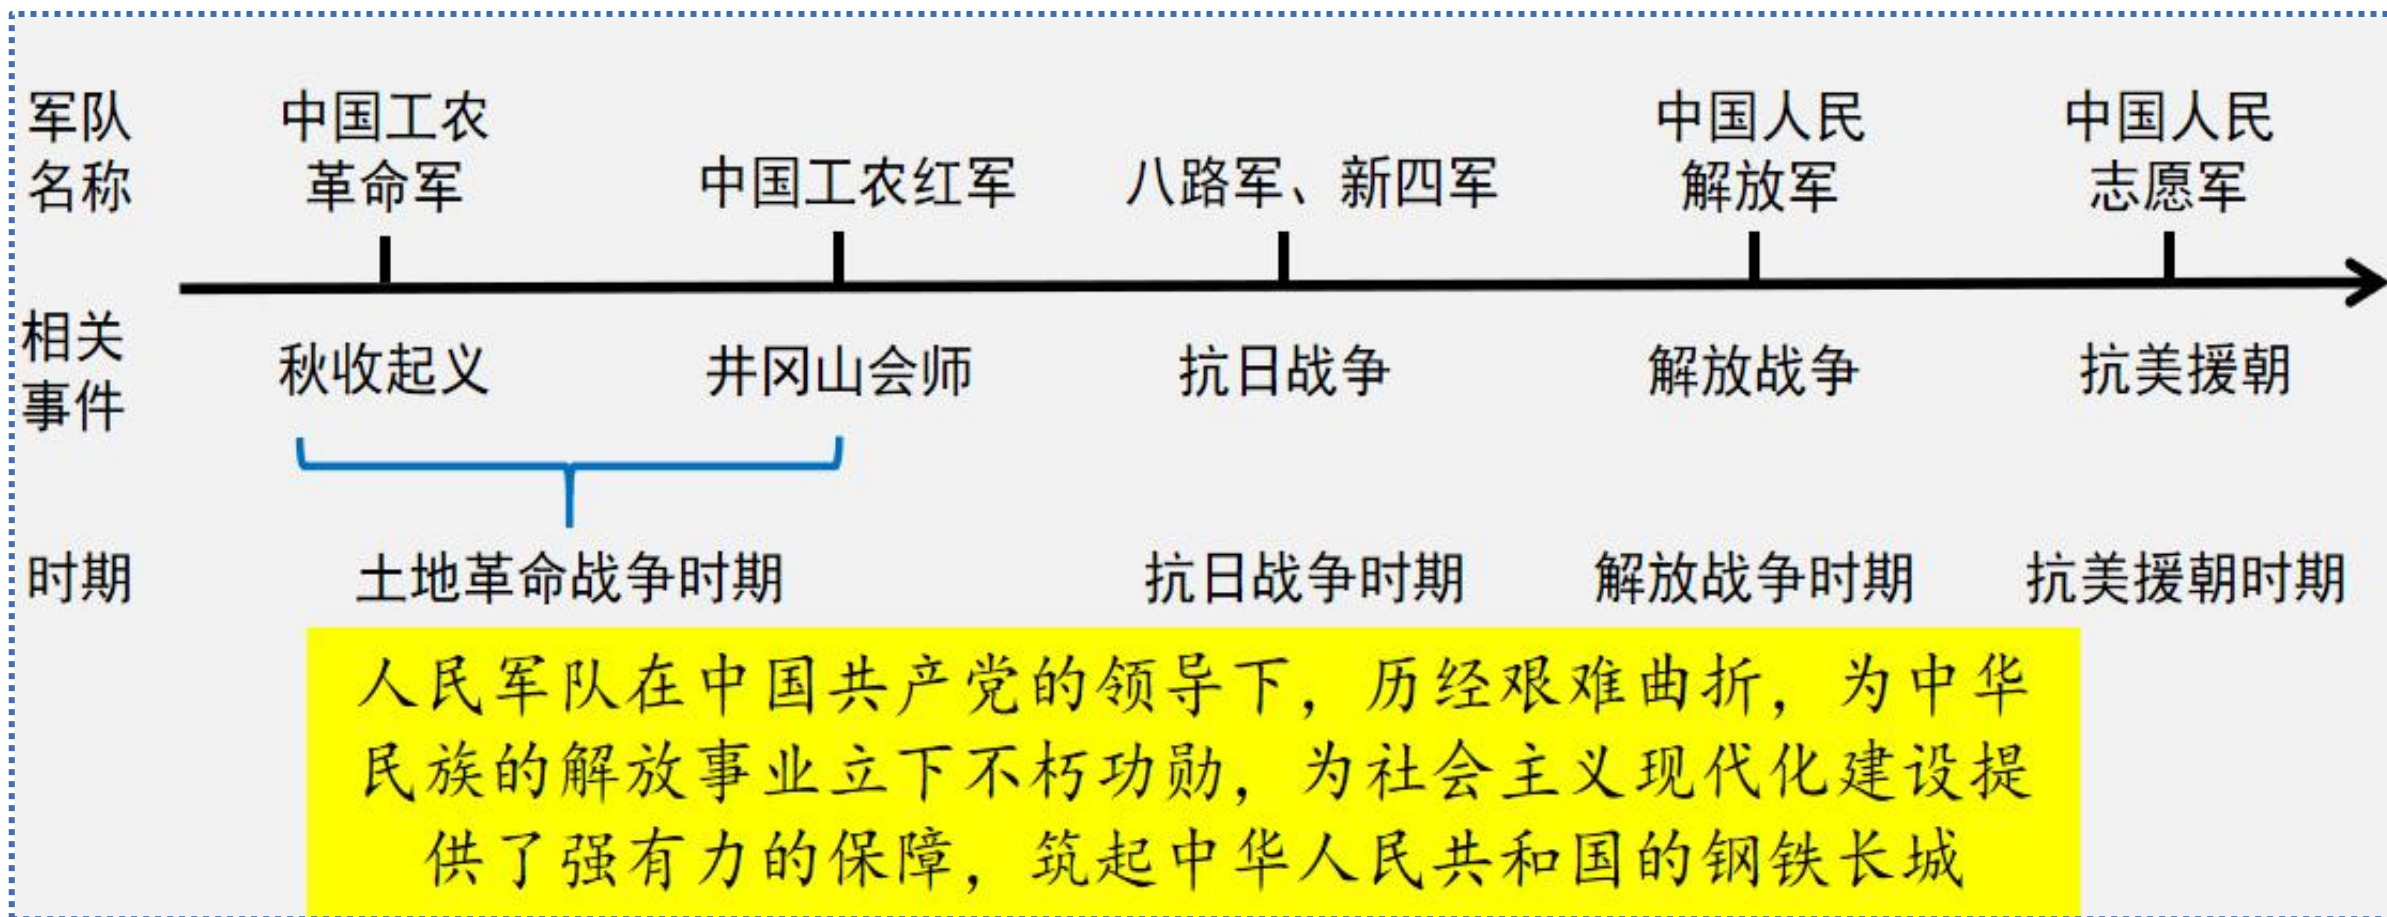 军队
名称
中国工农
革命军
中国工农红军
八路军、新四军
中国人民
解放军
中国人民
志愿军
相关
事件
秋收起义
井冈山会师
抗日战争
解放战争
抗美援朝
时期
土地革命战争时期
抗日战争时期
解放战争时期
抗美援朝时期
人民军队在中国共产党的领导下，历经艰难曲折，为中华
民族的解放事业立下不朽功勋，为社会主义现代化建设提
供了强有力的保障，筑起中华人民共和国的钢铁长城